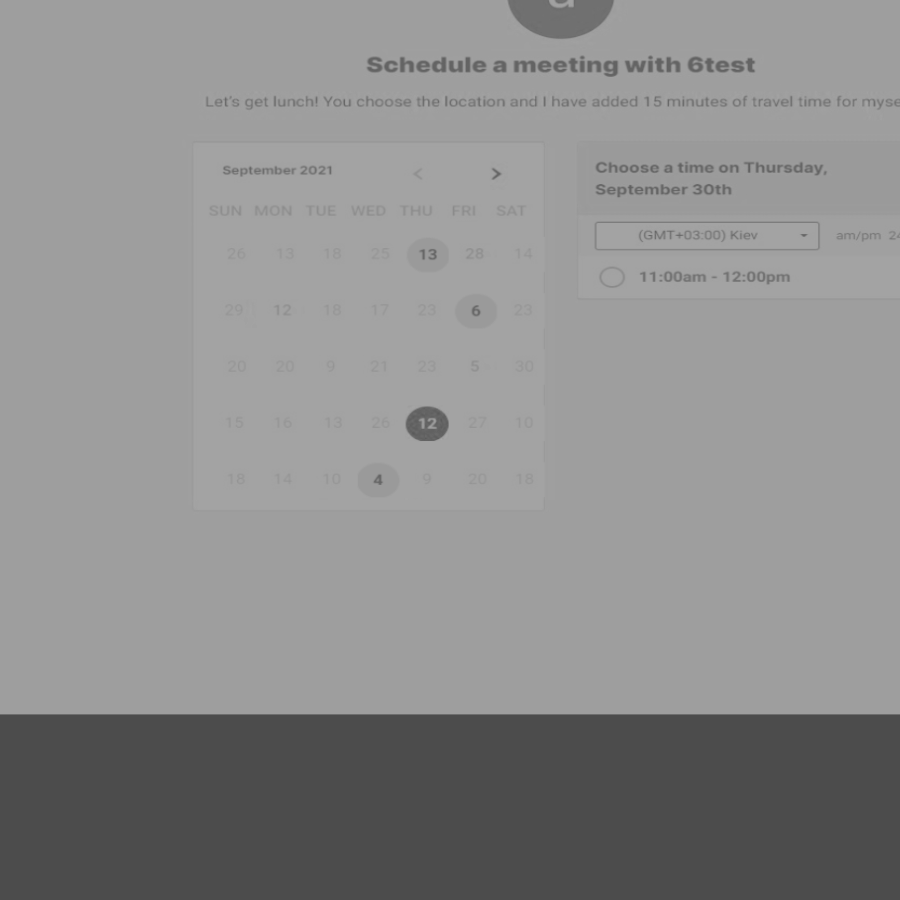 a
Schedule a meeting with 6test
Let's get lunch! You choose the location and I have added 15 minutes of travel time for myse
September 2021 < >
SUN MON TUE WED THU FRI SAT
26 13 18 25 13 28 14
29 12 18 17 23 6 23
20 20 9 21 23 5 30
15 16 13 26 12 27 10
18 14 10 4 9 20 18
Choose a time on Thursday,
September 30th
(GMT+03:00) Kiev am/pm 24
11:00am - 12:00pm